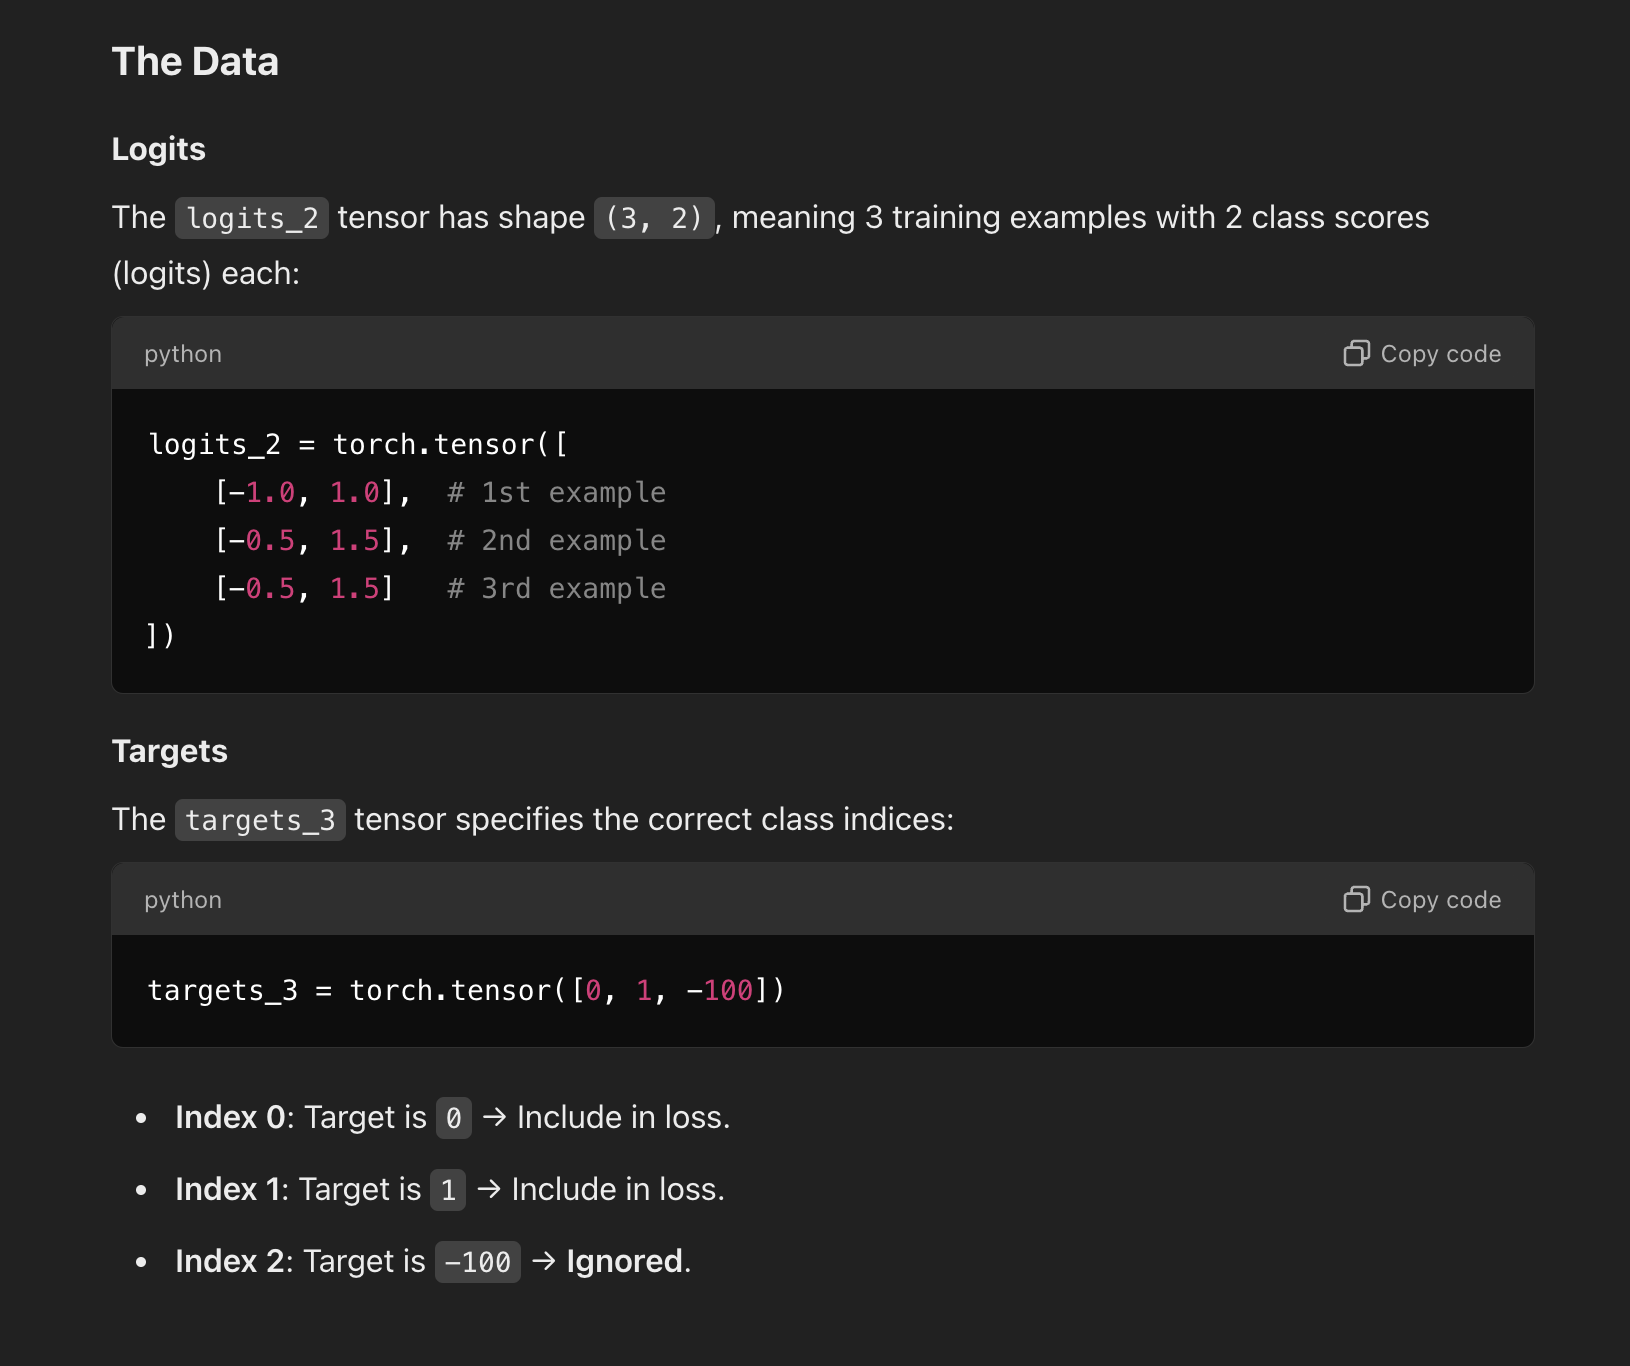 The Data
Logits
The logits_2 tensor has shape (3, 2), meaning 3 training examples with 2 class scores
(logits) each:
python Copy code
logits_2 = torch.tensor([
    [-1.0, 1.0],  # 1st example
    [-0.5, 1.5],  # 2nd example
    [-0.5, 1.5]   # 3rd example
])
Targets
The targets_3 tensor specifies the correct class indices:
python Copy code
targets_3 = torch.tensor([0, 1, -100])
• Index 0: Target is 0 → Include in loss.
• Index 1: Target is 1 → Include in loss.
• Index 2: Target is -100 → Ignored.